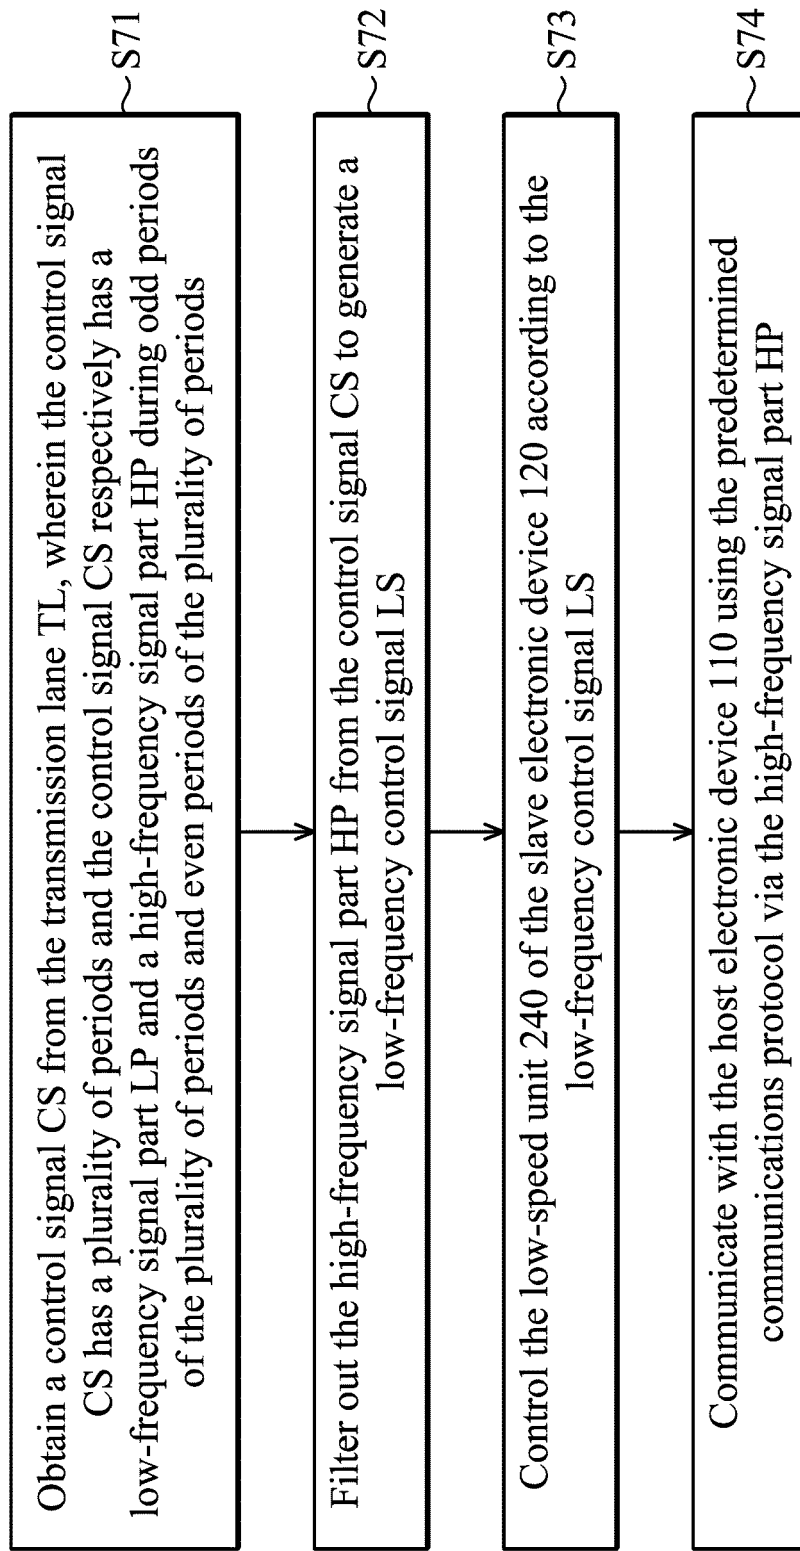 Obtain a control signal CS from the transmission lane TL, wherein the control signal
CS has a plurality of periods and the control signal CS respectively has a
low-frequency signal part LP and a high-frequency signal part HP during odd periods
of the plurality of periods and even periods of the plurality of periods
S71
Filter out the high-frequency signal part HP from the control signal CS to generate a
low-frequency control signal LS
S72
Control the low-speed unit 240 of the slave electronic device 120 according to the
low-frequency control signal LS
S73
Communicate with the host electronic device 110 using the predetermined
communications protocol via the high-frequency signal part HP
S74